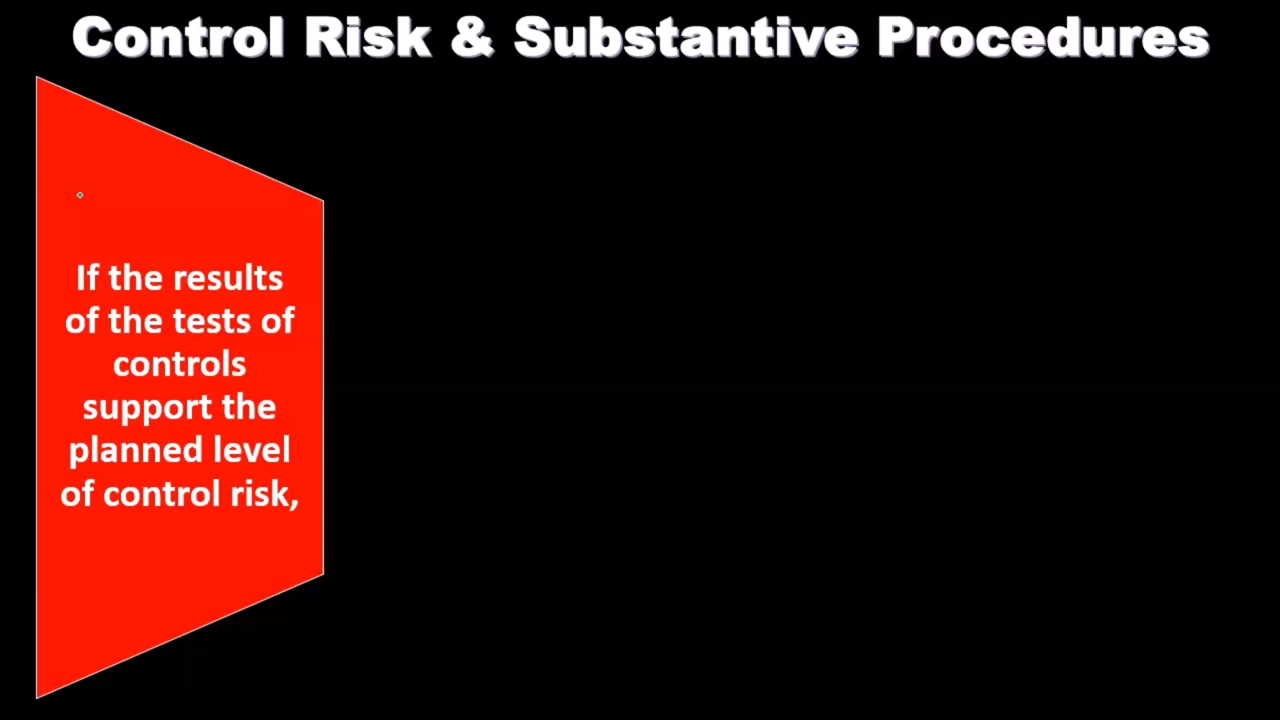 Control Risk & Substantive Procedures
If the results
of the tests of
controls
support the
planned level
of control risk,